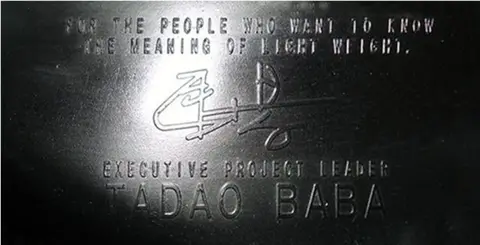 FOR THE PEOPLE WHO WANT TO KNOW
THE MEANING OF LIGHT WEIGHT.
EXECUTIVE PROJECT LEADER
TADAO BABA